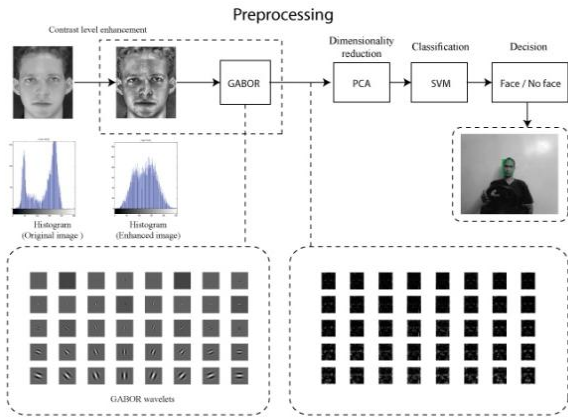 Preprocessing
Contrast level enhancement
Dimensionality
reduction
Classification
Decision
GABOR
PCA
SVM
Face / No face
Histogram
(Original image )
Histogram
(Enhanced image)
GABOR wavelets